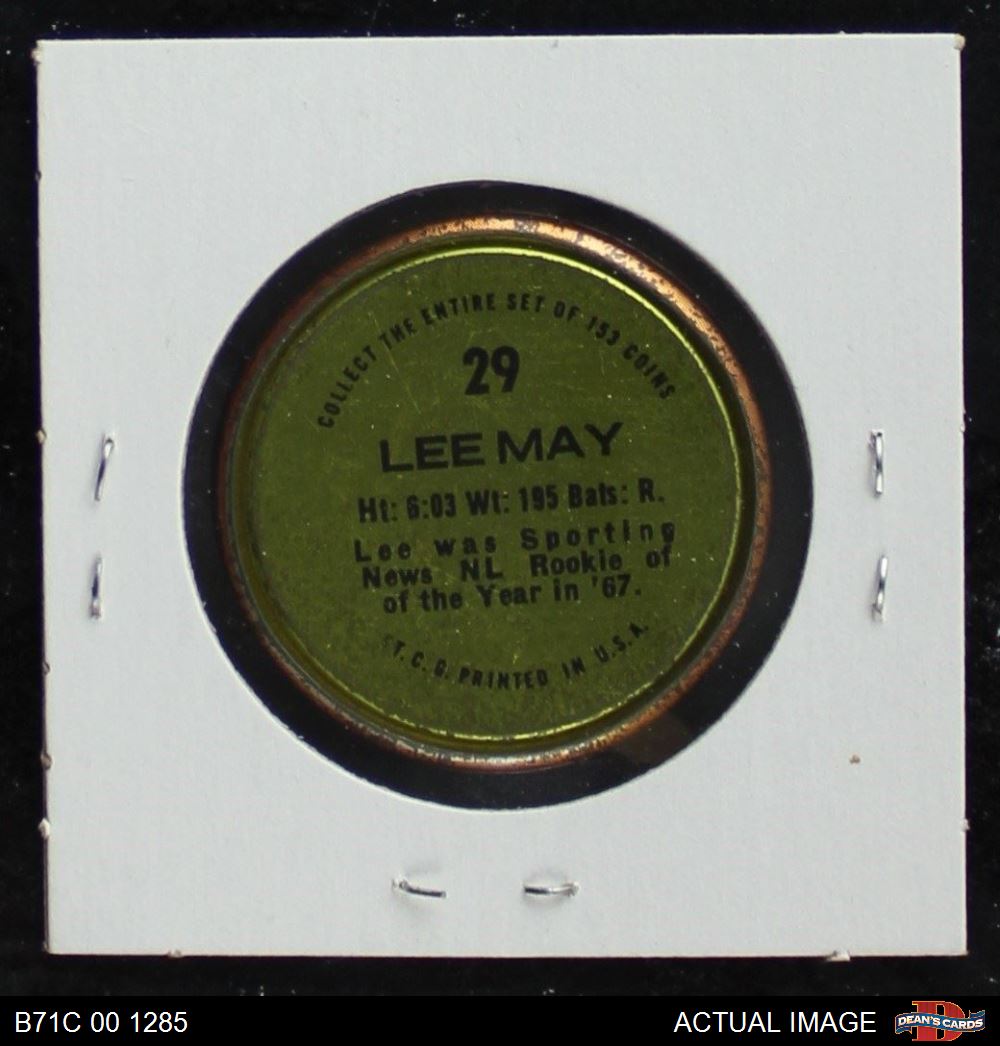 COLLECT THE ENTIRE SET OF 153 COINS
29
LEE MAY
Ht: 6:03 Wt: 195 Bats: R.
Lee was Sporting
News NL Rookie of
of the Year in '67.
©T. C. G. PRINTED IN U.S.A.
B71C 00 1285
ACTUAL IMAGE
DEAN'S CARDS